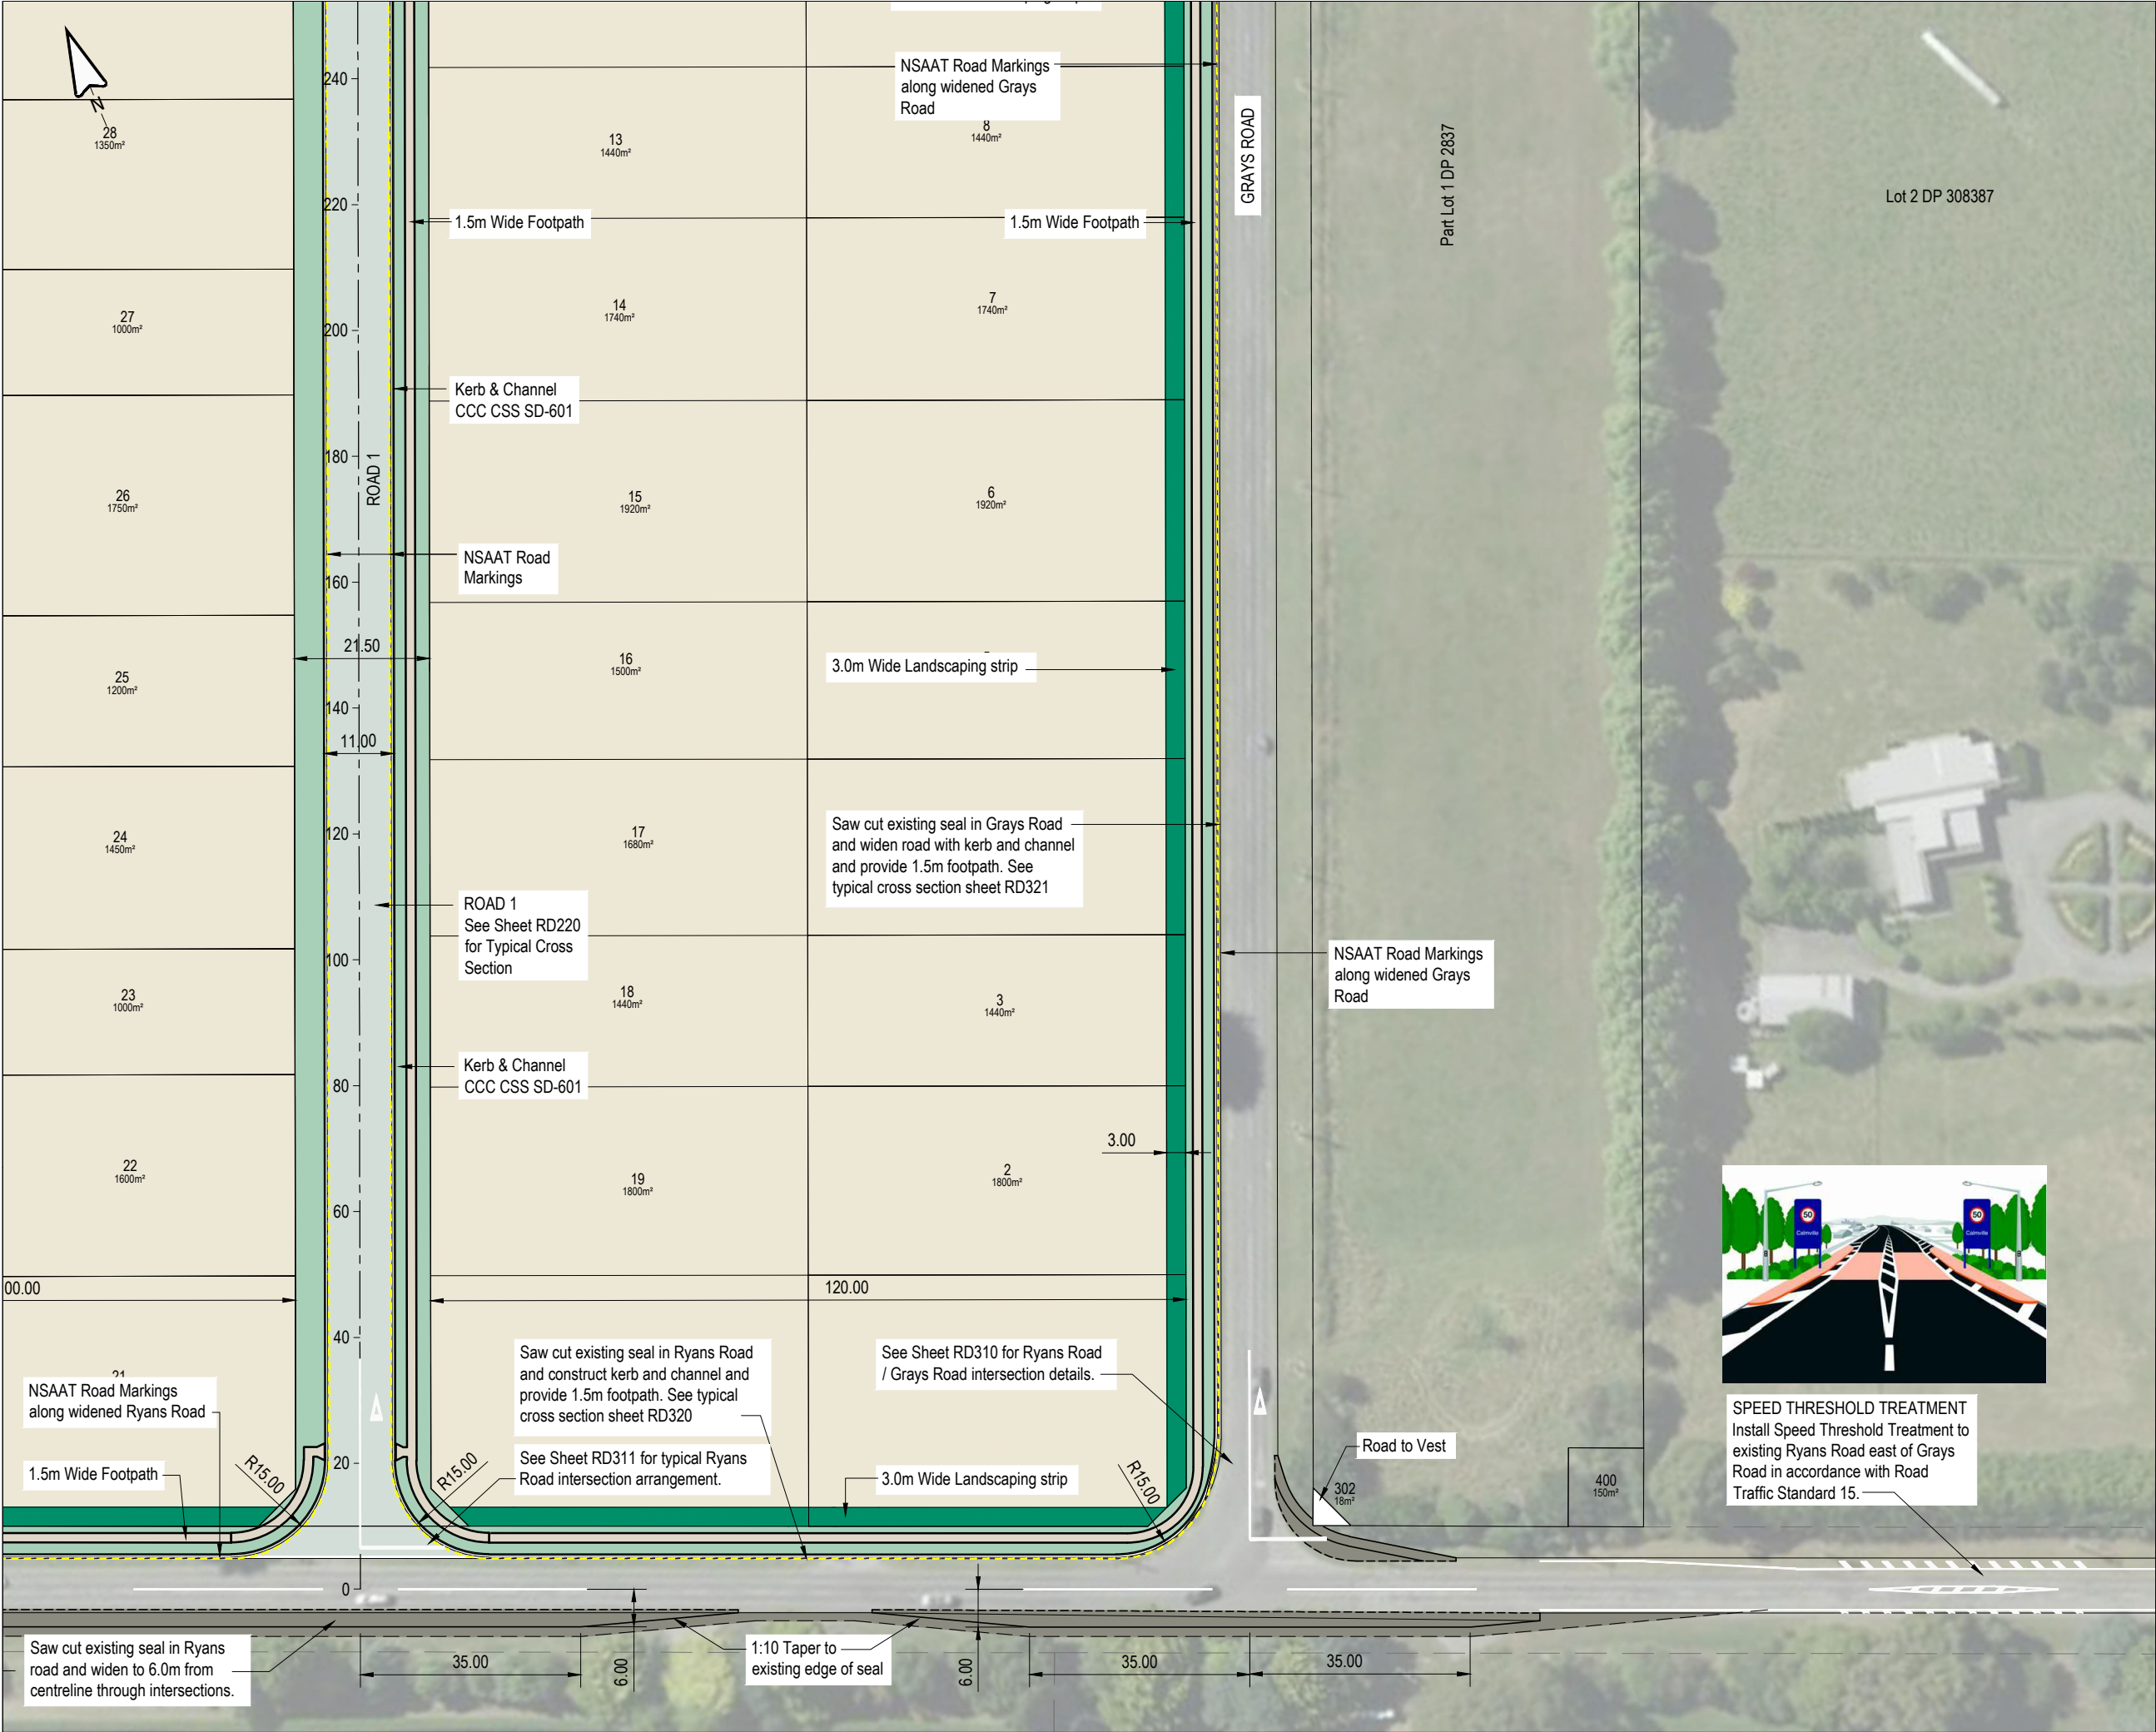 NSAAT Road Markings
along widened Grays
Road
240
N
28
1350m²
13
1440m²
8
1440m²
GRAYS ROAD
Part Lot 1 DP 2837
Lot 2 DP 308387
220
1.5m Wide Footpath
1.5m Wide Footpath
27
1000m²
14
1740m²
7
1740m²
200
Kerb & Channel
CCC CSS SD-601
180
ROAD 1
26
1750m²
15
1920m²
6
1920m²
NSAAT Road
Markings
160
21.50
25
1200m²
16
1500m²
3.0m Wide Landscaping strip
140
11.00
24
1450m²
120
17
1680m²
Saw cut existing seal in Grays Road
and widen road with kerb and channel
and provide 1.5m footpath. See
typical cross section sheet RD321
ROAD 1
See Sheet RD220
for Typical Cross
Section
100
NSAAT Road Markings
along widened Grays
Road
23
1000m²
18
1440m²
3
1440m²
80
Kerb & Channel
CCC CSS SD-601
3.00
22
1600m²
19
1800m²
2
1800m²
60
50
Calmville
50
Calmville
00.00
120.00
40
21
NSAAT Road Markings
along widened Ryans Road
Saw cut existing seal in Ryans Road
and construct kerb and channel and
provide 1.5m footpath. See typical
cross section sheet RD320
See Sheet RD310 for Ryans Road
/ Grays Road intersection details.
SPEED THRESHOLD TREATMENT
Install Speed Threshold Treatment to
existing Ryans Road east of Grays
Road in accordance with Road
Traffic Standard 15.
Road to Vest
1.5m Wide Footpath
R15.00
20
R15.00
See Sheet RD311 for typical Ryans
Road intersection arrangement.
3.0m Wide Landscaping strip
R15.00
302
18m²
400
150m²
0
Saw cut existing seal in Ryans
road and widen to 6.0m from
centreline through intersections.
35.00
6.00
1:10 Taper to
existing edge of seal
6.00
35.00
35.00